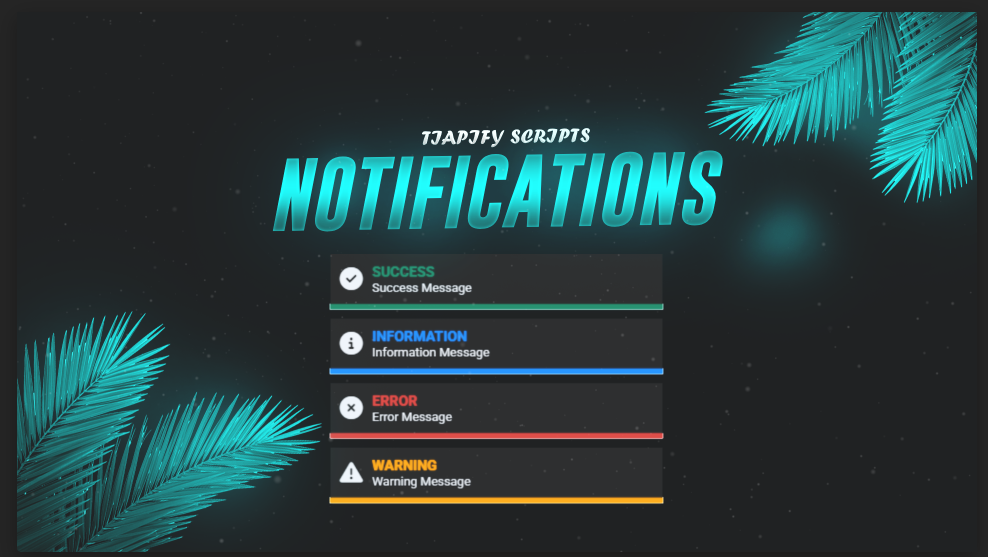 TIAPIFY SCRIPTS
NOTIFICATIONS
SUCCESS
Success Message
INFORMATION
Information Message
ERROR
Error Message
WARNING
Warning Message